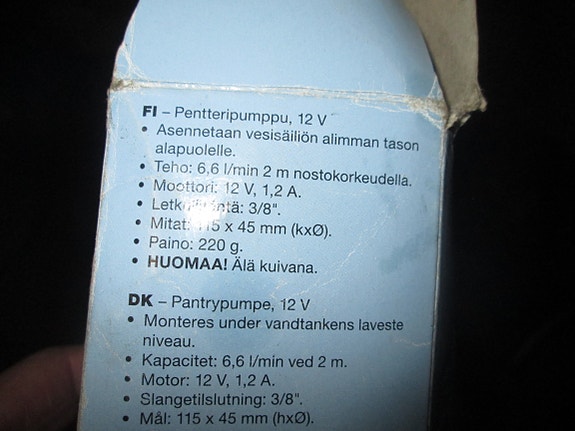 FI – Pentteripumppu, 12 V
• Asennetaan vesisäiliön alimman tason
alapuolelle.
• Teho: 6,6 l/min 2 m nostokorkeudella.
• Moottori: 12 V, 1,2 A.
• 3/8".
• Mitat: 115 x 45 mm (kxØ).
• Paino: 220 g.
• HUOMAA! Älä kuivana.
DK – Pantrypumpe, 12 V
• Monteres under vandtankens laveste
niveau.
• Kapacitet: 6,6 l/min ved 2 m.
• Motor: 12 V, 1,2 A.
• Slangetilslutning: 3/8".
• Mål: 115 x 45 mm (hxØ).